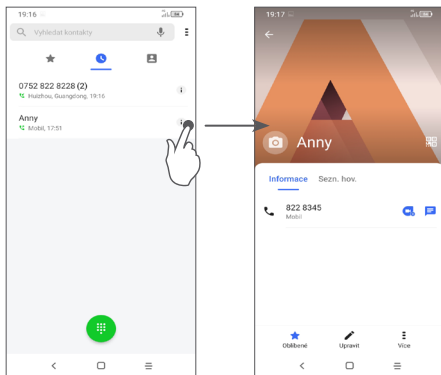 19:16
Vyhledat kontakty
0752 822 8228 (2)
Huizhou, Guangdong, 19:16
Anny
Mobil, 17:51
19:17
Anny
Informace Sezn. hov.
822 8345
Mobil
Oblíbené Upravit Více